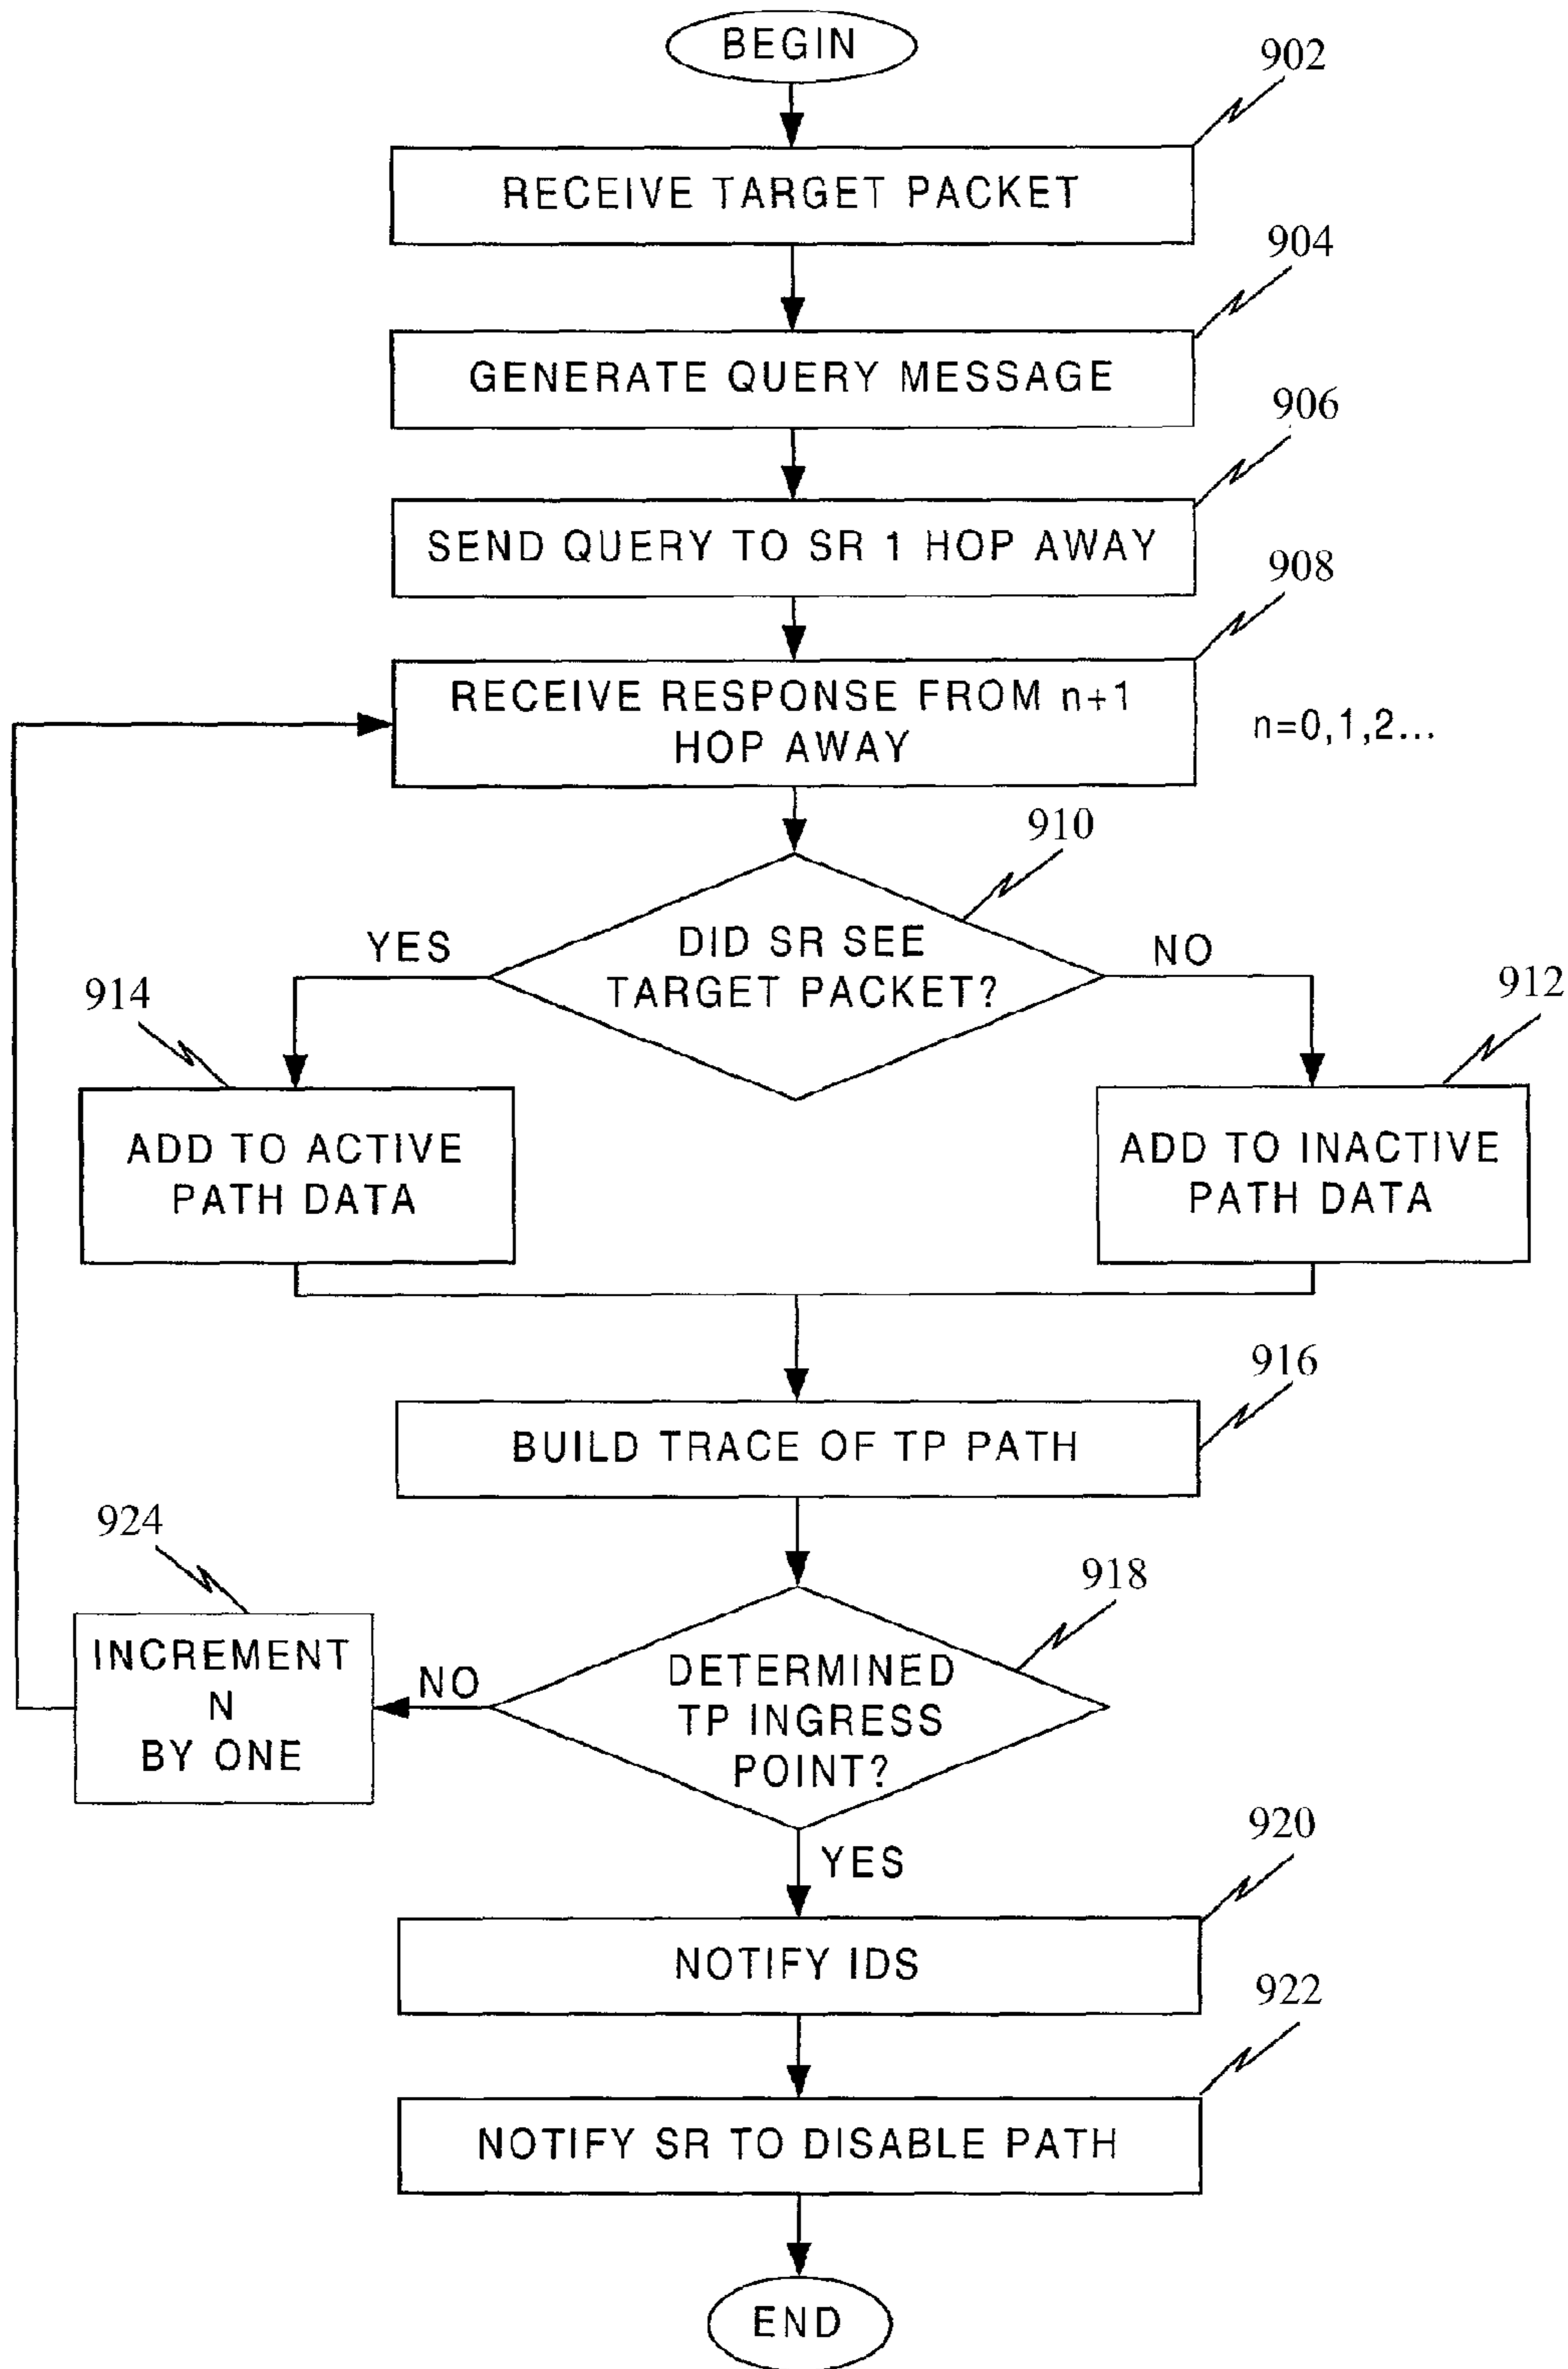 BEGIN
902
RECEIVE TARGET PACKET
904
GENERATE QUERY MESSAGE
906
SEND QUERY TO SR 1 HOP AWAY
908
RECEIVE RESPONSE FROM n+1
HOP AWAY
n=0,1,2...
910
YES
DID SR SEE
TARGET PACKET?
NO
914
912
ADD TO ACTIVE
PATH DATA
ADD TO INACTIVE
PATH DATA
916
BUILD TRACE OF TP PATH
924
918
INCREMENT
N
BY ONE
NO
DETERMINED
TP INGRESS
POINT?
920
YES
NOTIFY IDS
922
NOTIFY SR TO DISABLE PATH
END